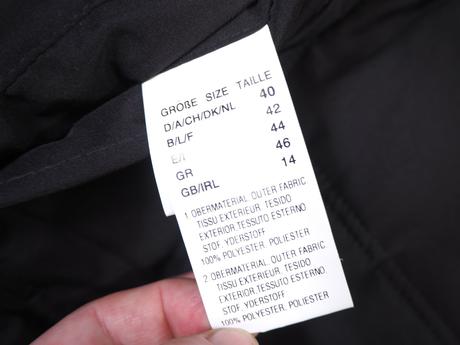 GROßE SIZE TAILLE
D/A/CH/DK/NL 40
B/L/F 42
E/I 44
GR 46
GB/IRL 14
1 OBERMATERIAL.OUTER FABRIC
TISSU EXTERIEUR. TESIDO
EXTERIOR.TESSUTO ESTERNO
STOF. YDERSTOFF
100% POLYESTER. POLIESTER
2 OBERMATERIAL. OUTER FABRIC
TISSU EXTERIEUR. TESIDO
EXTERIOR.TESSUTO ESTERNO
STOF.YDERSTOFF
100% POLYESTER. POLIESTER